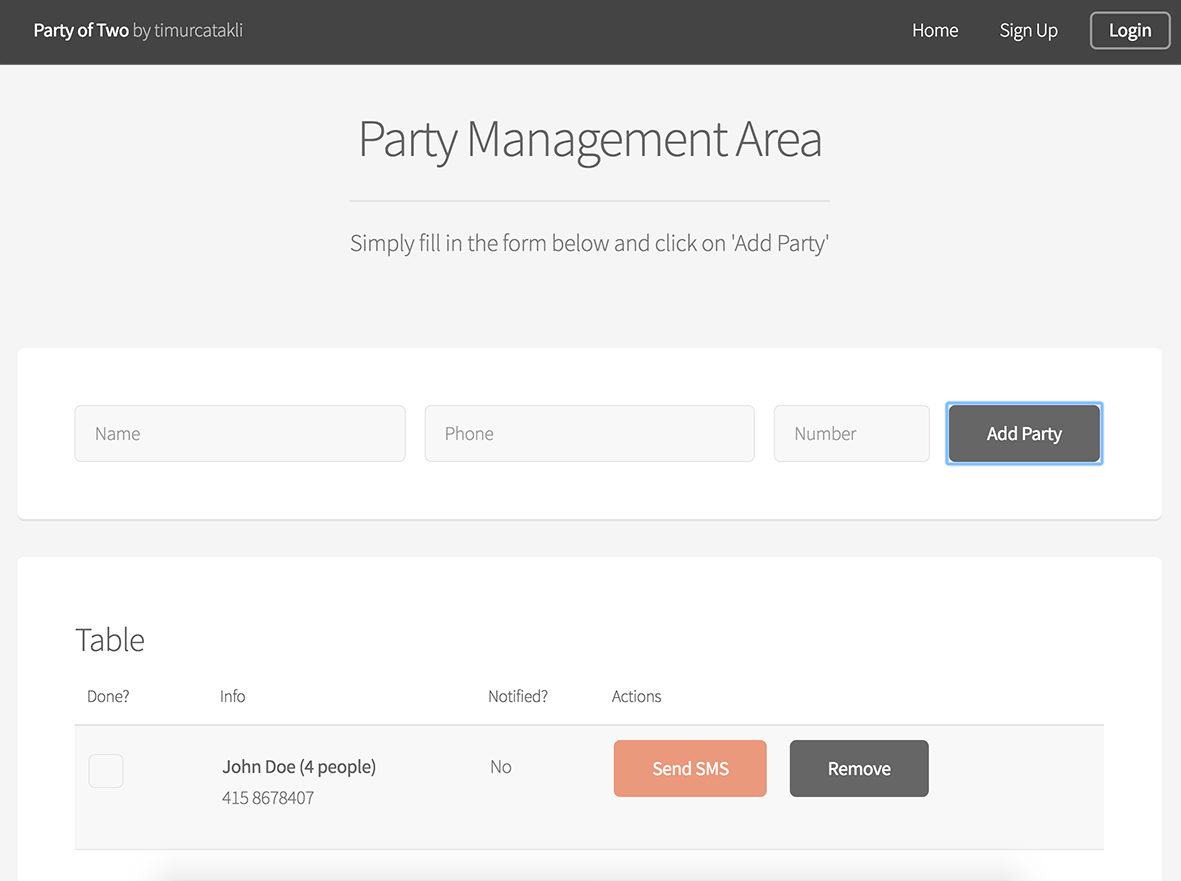 Party of Two by timurcatakli Home Sign Up Login
Party Management Area
Simply fill in the form below and click on 'Add Party'
Name Phone Number Add Party
Table
Done? Info Notified? Actions
John Doe (4 people) No Send SMS Remove
415 8678407